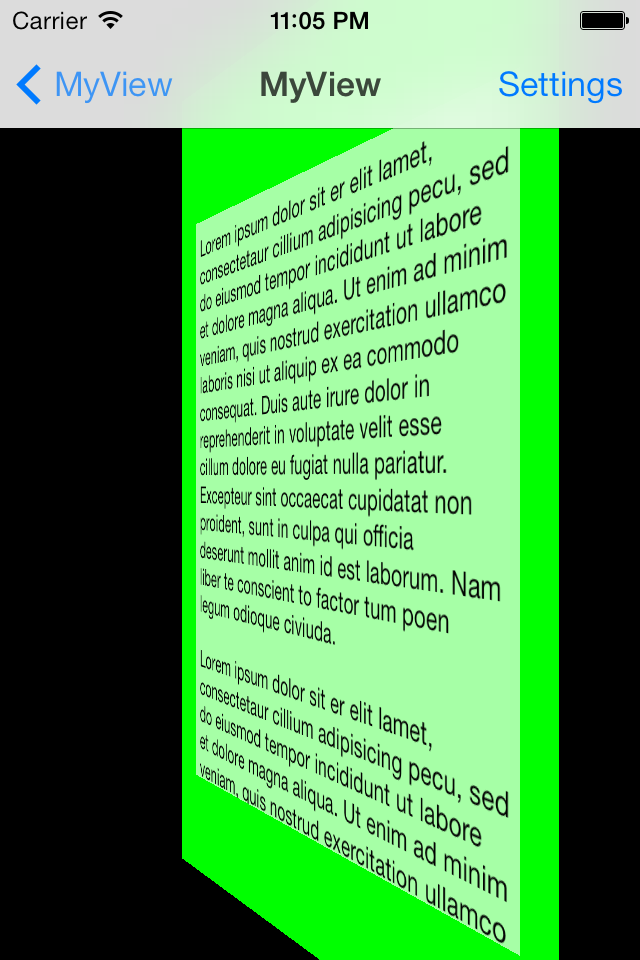 Carrier 11:05 PM
MyView MyView Settings
Lorem ipsum dolor sit er elit lamet,
consectetaur cillium adipisicing pecu, sed
do eiusmod tempor incididunt ut labore
et dolore magna aliqua. Ut enim ad minim
veniam, quis nostrud exercitation ullamco
laboris nisi ut aliquip ex ea commodo
consequat. Duis aute irure dolor in
reprehenderit in voluptate velit esse
cillum dolore eu fugiat nulla pariatur.
Excepteur sint occaecat cupidatat non
proident, sunt in culpa qui officia
deserunt mollit anim id est laborum. Nam
liber te conscient to factor tum poen
legum odioque civiuda.
Lorem ipsum dolor sit er elit lamet,
consectetaur cillium adipisicing pecu, sed
do eiusmod tempor incididunt ut labore
et dolore magna aliqua. Ut enim ad minim
veniam, quis nostrud exercitation ullamco